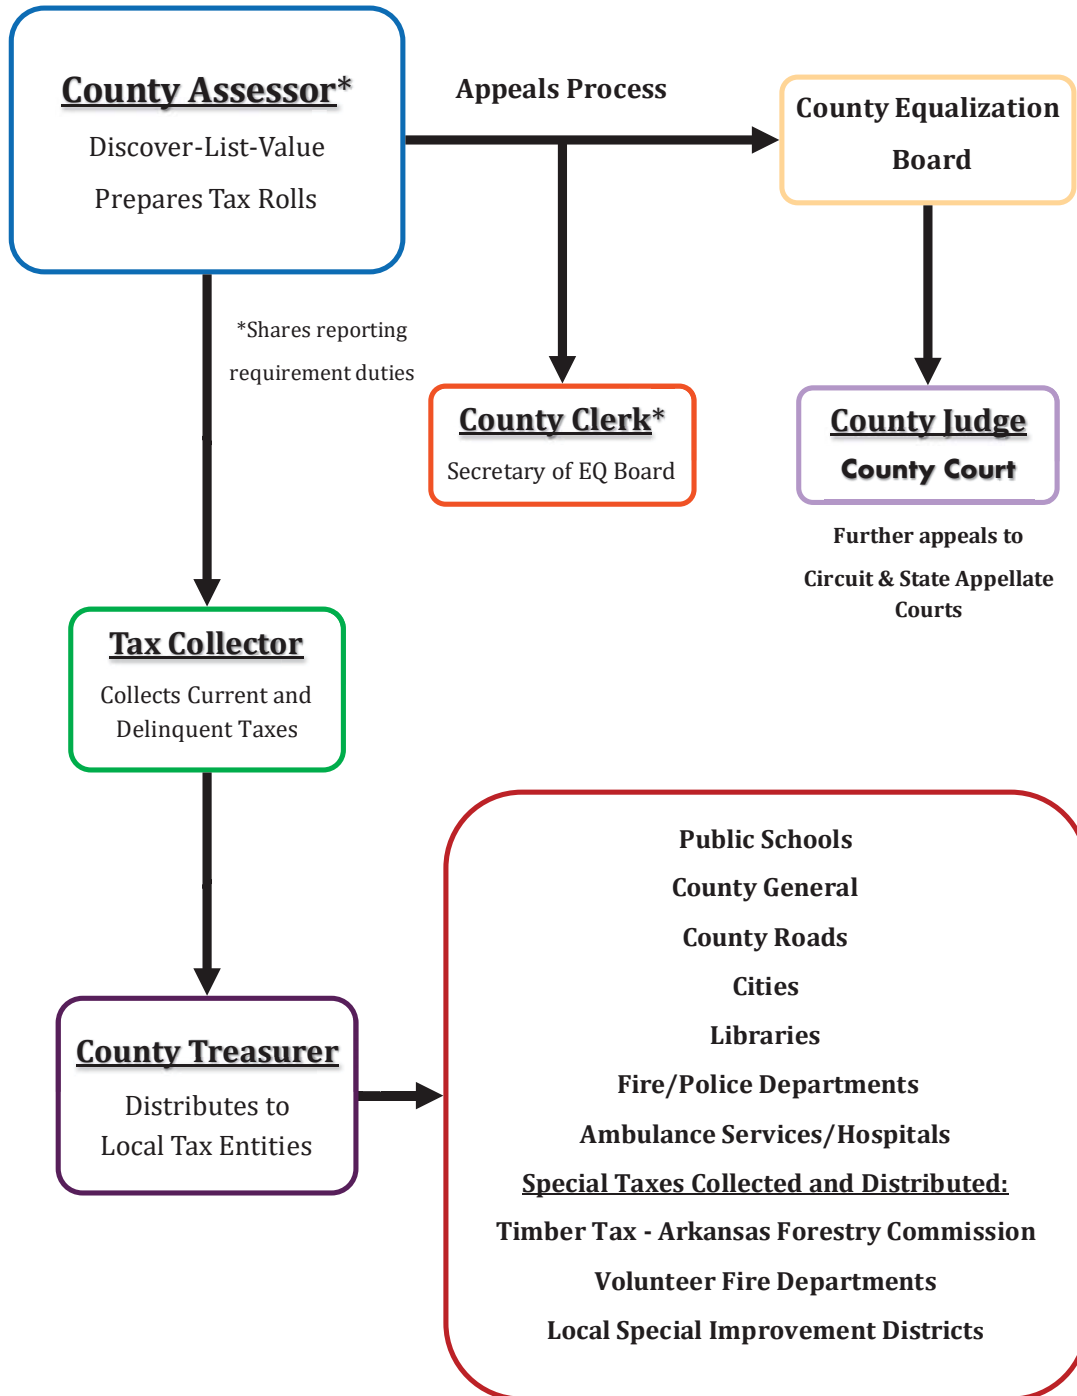 County Assessor*
Discover-List-Value
Prepares Tax Rolls
Appeals Process
County Equalization
Board
*Shares reporting
requirement duties
County Clerk*
Secretary of EQ Board
County Judge
County Court
Further appeals to
Circuit & State Appellate
Courts
Tax Collector
Collects Current and
Delinquent Taxes
County Treasurer
Distributes to
Local Tax Entities
Public Schools
County General
County Roads
Cities
Libraries
Fire/Police Departments
Ambulance Services/Hospitals
Special Taxes Collected and Distributed:
Timber Tax - Arkansas Forestry Commission
Volunteer Fire Departments
Local Special Improvement Districts